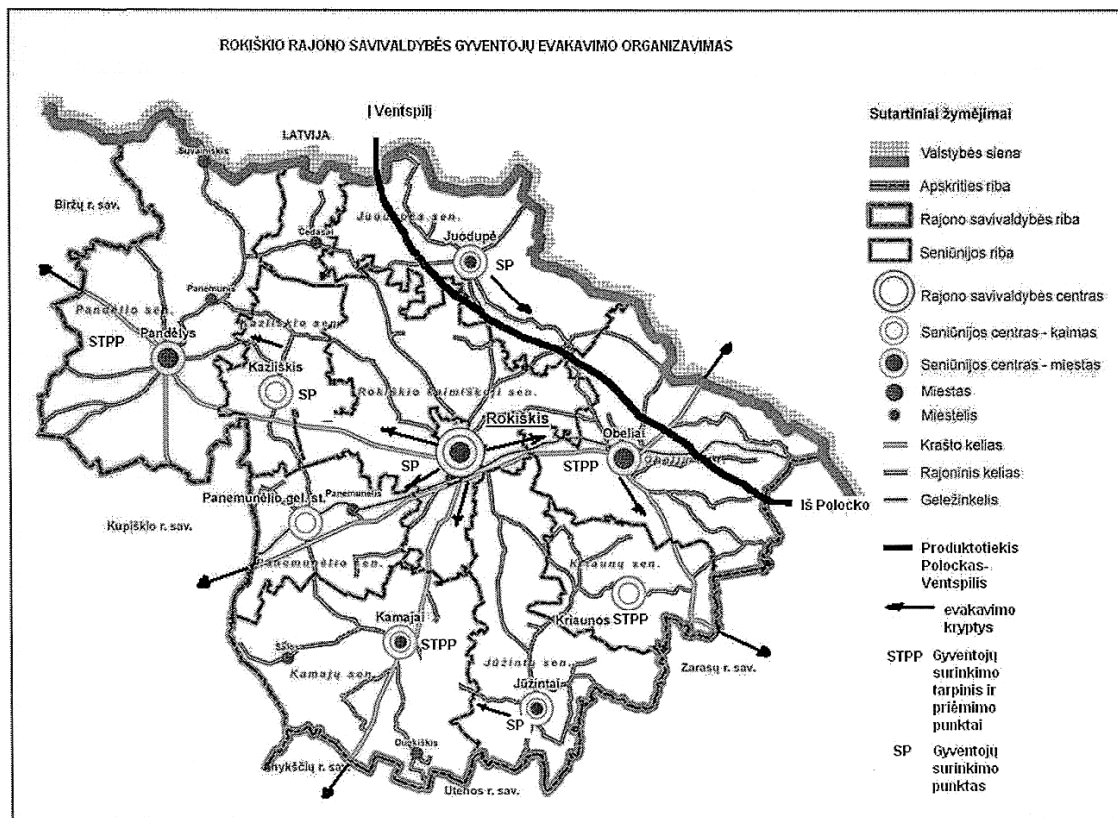 ROKIŠKIO RAJONO SAVIVALDYBĖS GYVENTOJŲ EVAKAVIMO ORGANIZAVIMAS
Į Ventspilį
LATVIJA
Suvainiškis
Biržų r. sav.
Juodupės sen.
Čedasai
Juodupė
SP
Panemunis
Pandėlio sen.
Pandėlys
STPP
Kazliškio sen.
Kazliškis
SP
Rokiškio kaimiškoji sen.
Rokiškis
SP
Obeliai
STPP
Obelių sen.
Iš Polocko
Panemunėlio gel. st.
Panemunėlis
Kupiškio r. sav.
Panemunėlio sen.
Kriaunų sen.
Kriaunos STPP
Kamajai
STPP
Kamajų sen.
Jūžintų sen.
Jūžintai
SP
Zarasų r. sav.
Anykščių r. sav.
Utenos r. sav.
Sutartiniai žymėjimai
Valstybės siena
Apskrities riba
Rajono savivaldybės riba
Seniūnijos riba
Rajono savivaldybės centras
Seniūnijos centras - kaimas
Seniūnijos centras - miestas
Miestas
Miestelis
Krašto kelias
Rajoninis kelias
Geležinkelis
Produktotiekis
Polockas-
Ventspilis
evakavimo
kryptys
STPP Gyventojų
surinkimo
tarpinis ir
priėmimo
punktai
SP Gyventojų
surinkimo
punktas